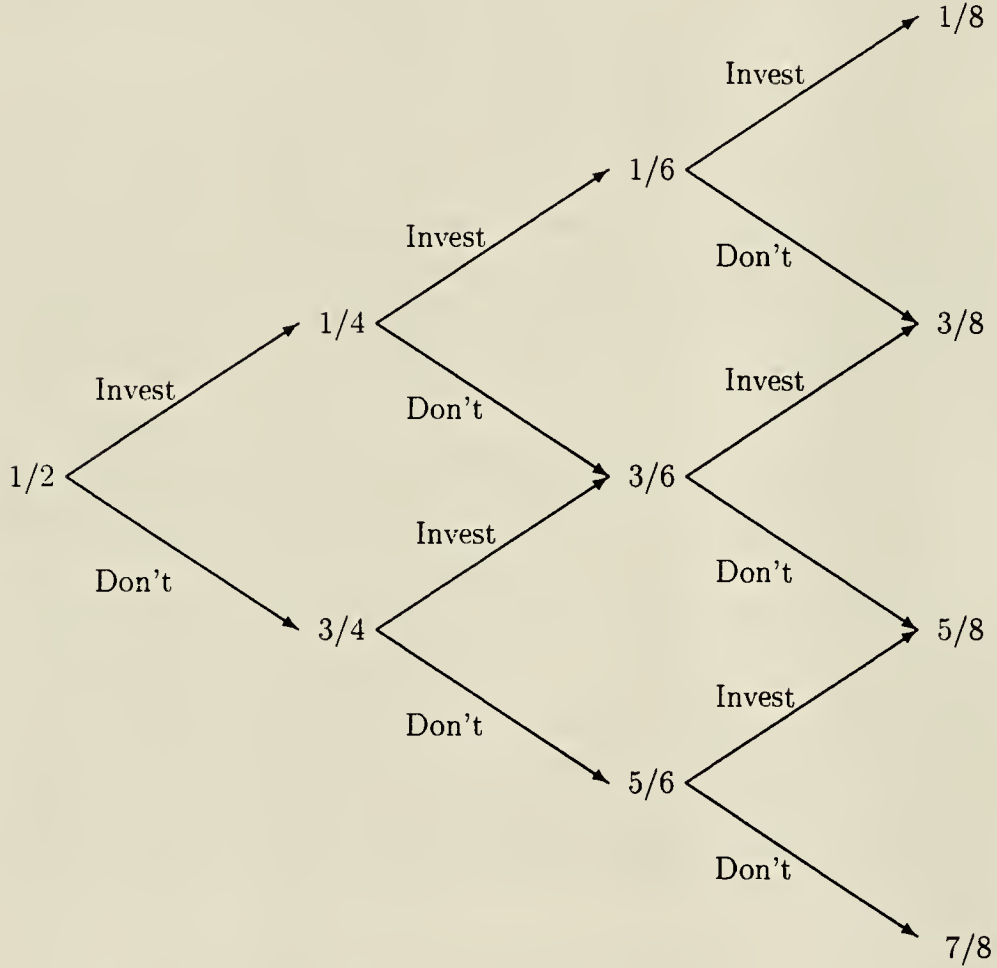 1/8
Invest
1/6
Invest
Don't
1/4
3/8
Invest
Invest
Don't
1/2
3/6
Invest
Don't
Don't
3/4
5/8
Invest
Don't
5/6
Don't
7/8